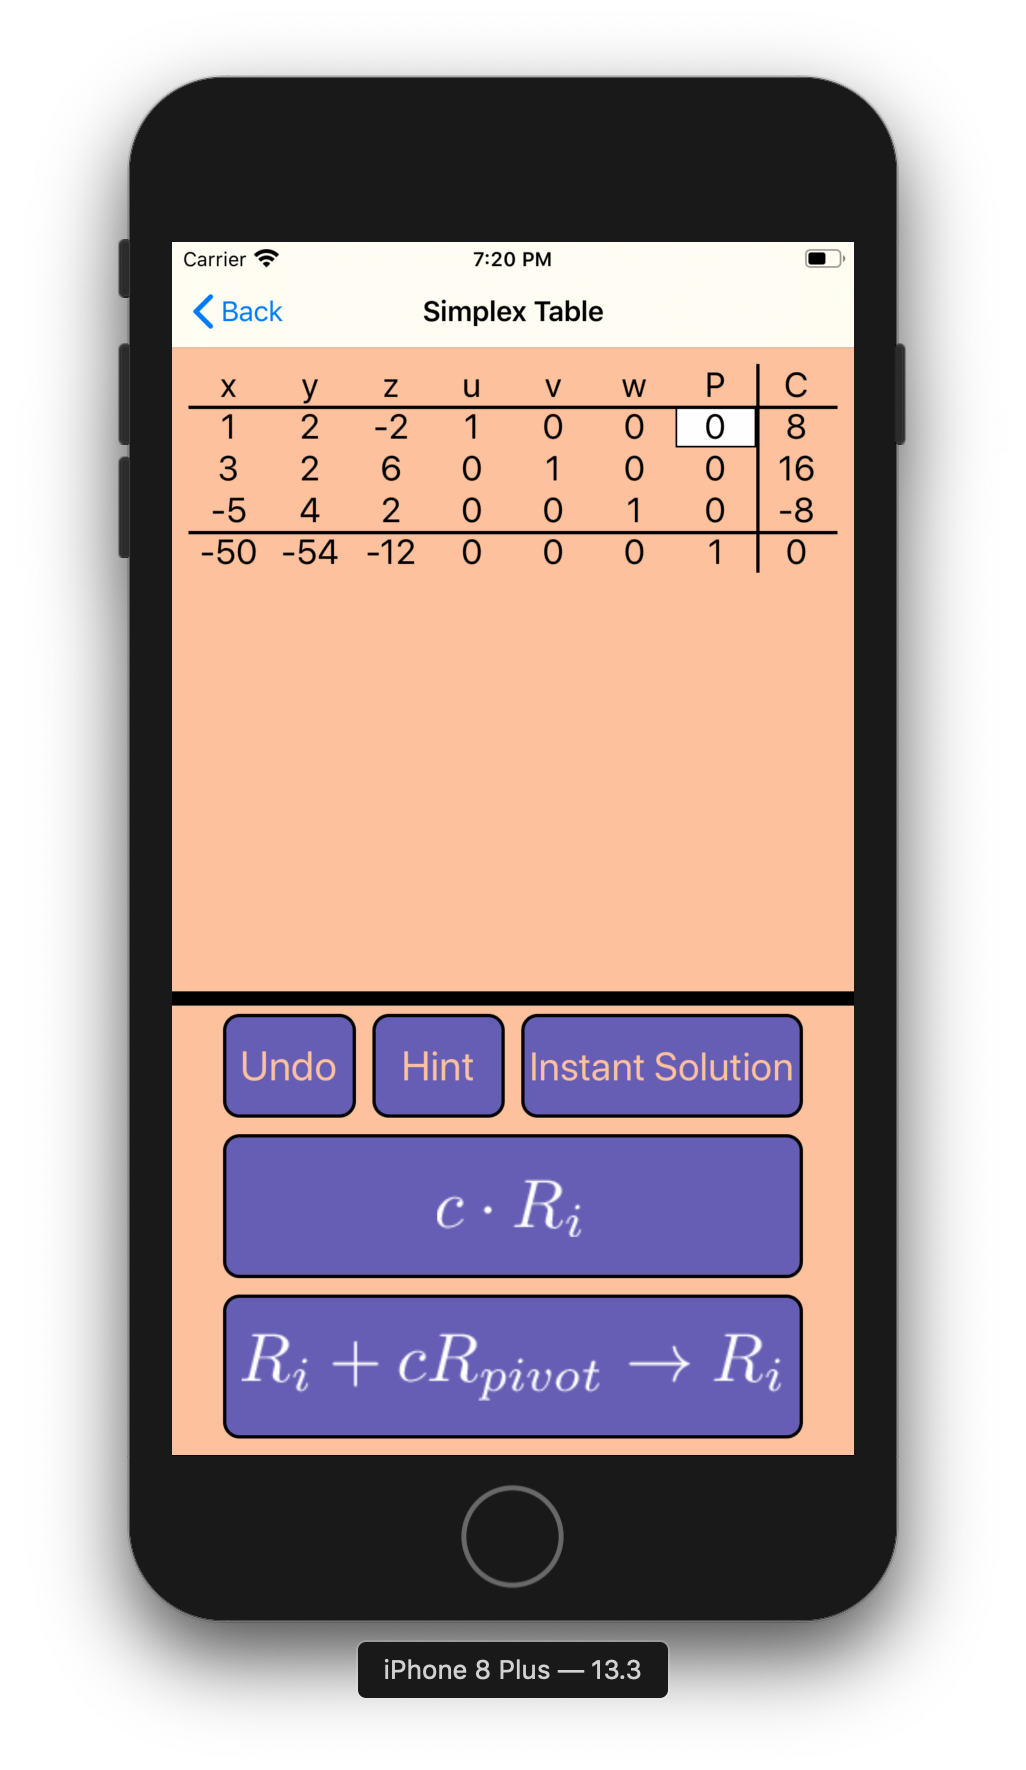 Carrier 7:20 PM
Back Simplex Table
x y z u v w P C
1 2 -2 1 0 0 0 8
3 2 6 0 1 0 0 16
-5 4 2 0 0 1 0 -8
-50 -54 -12 0 0 0 1 0
Undo Hint Instant Solution
c · R_i
R_i + cR_{pivot} → R_i
iPhone 8 Plus — 13.3